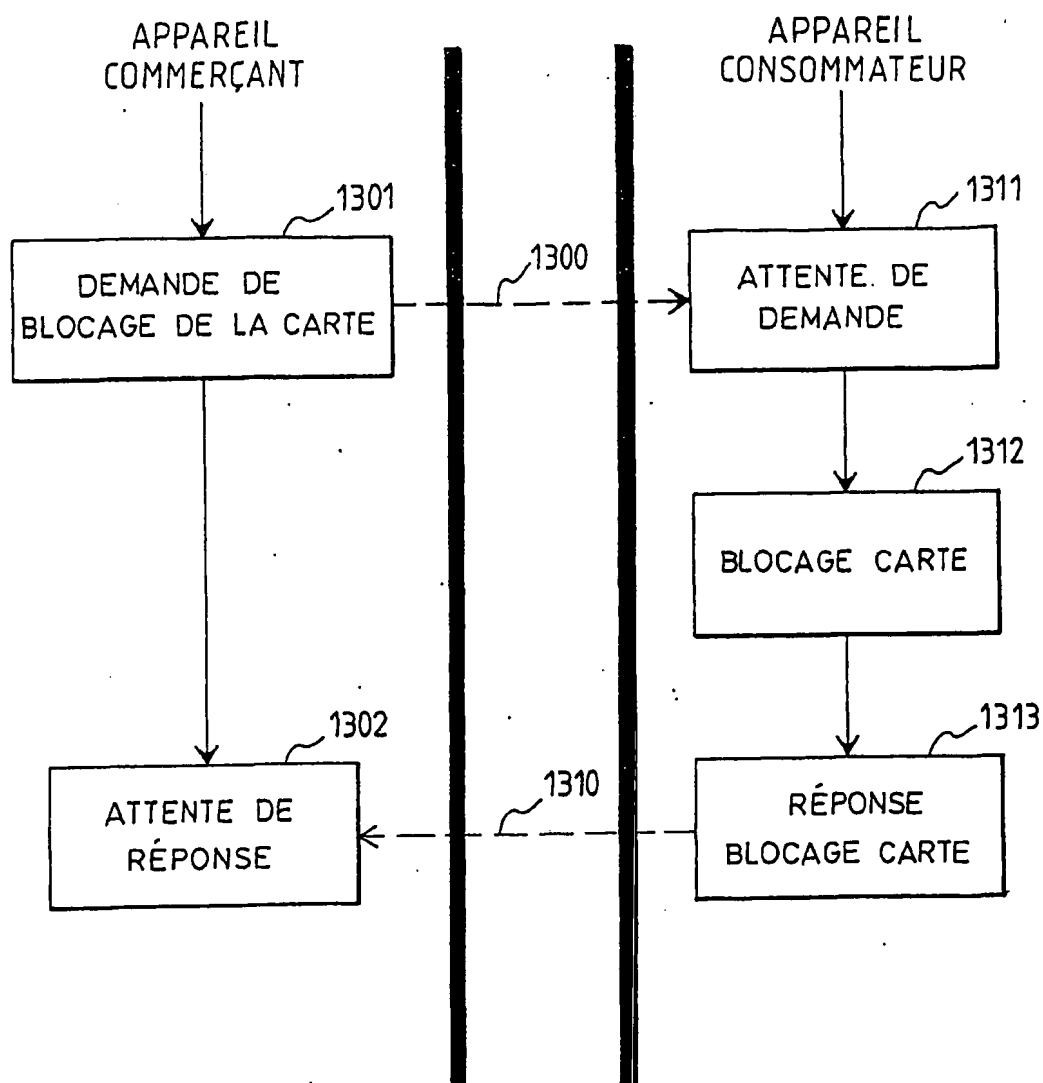 APPAREIL
COMMERÇANT
APPAREIL
CONSOMMATEUR
1301
1311
DEMANDE DE
BLOCAGE DE LA CARTE
1300
ATTENTE. DE
DEMANDE
1312
BLOCAGE CARTE
1302
1313
ATTENTE DE
RÉPONSE
1310
RÉPONSE
BLOCAGE CARTE